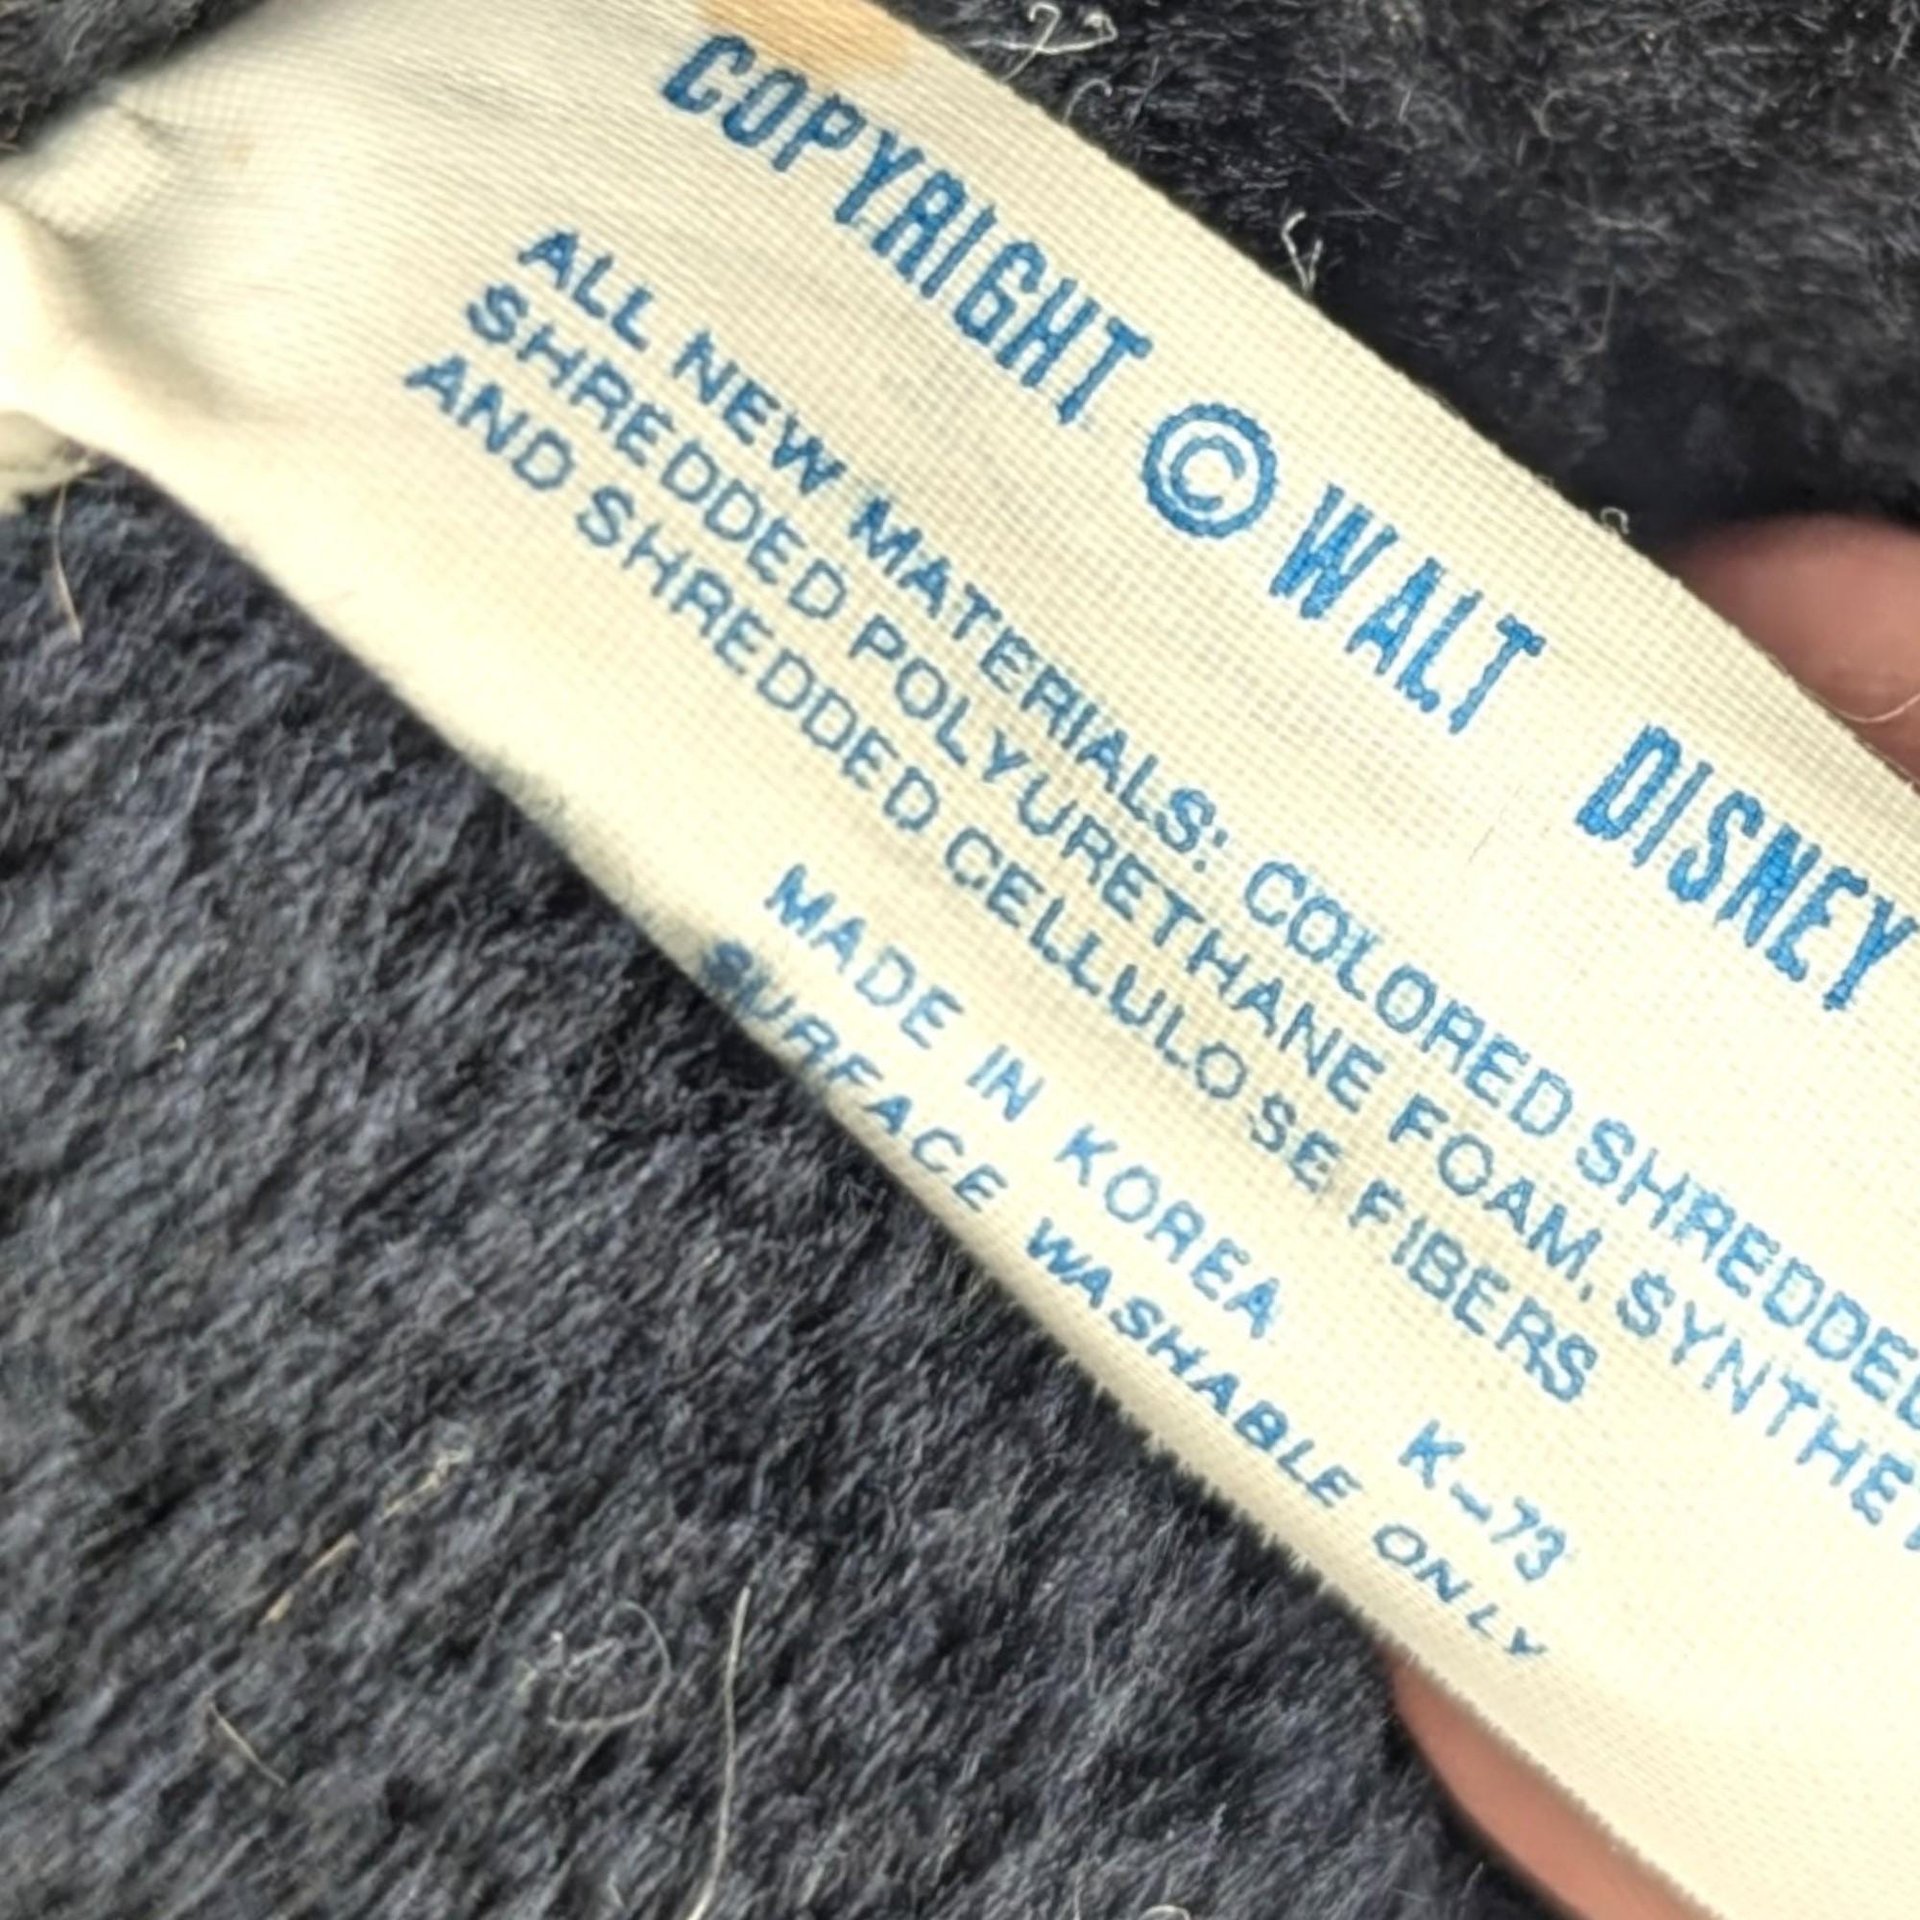 COPYRIGHT © WALT DISNEY
ALL NEW MATERIALS: COLORED SHREDDED
SHREDDED POLYURETHANE FOAM, SYNTHET
AND SHREDDED CELLULOSE FIBERS
MADE IN KOREA K-73
SURFACE WASHABLE ONLY